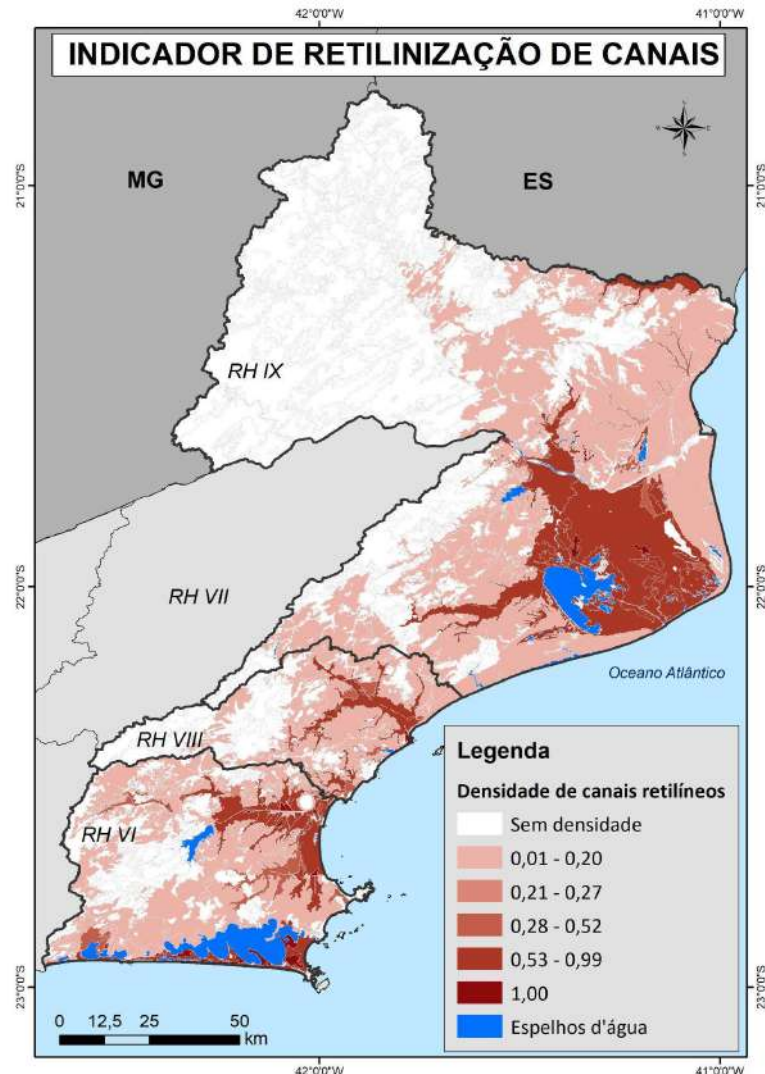 42°0'0"W
41°0'0"W
INDICADOR DE RETILINIZAÇÃO DE CANAIS
N
W
E
S
MG
ES
21°0'0"S
21°0'0"S
RH IX
RH VII
22°0'0"S
22°0'0"S
Oceano Atlântico
RH VIII
RH VI
Legenda
Densidade de canais retilíneos
Sem densidade
0,01 - 0,20
0,21 - 0,27
0,28 - 0,52
0,53 - 0,99
1,00
Espelhos d'água
23°0'0"S
23°0'0"S
0 12,5 25 50
km
42°0'0"W
41°0'0"W